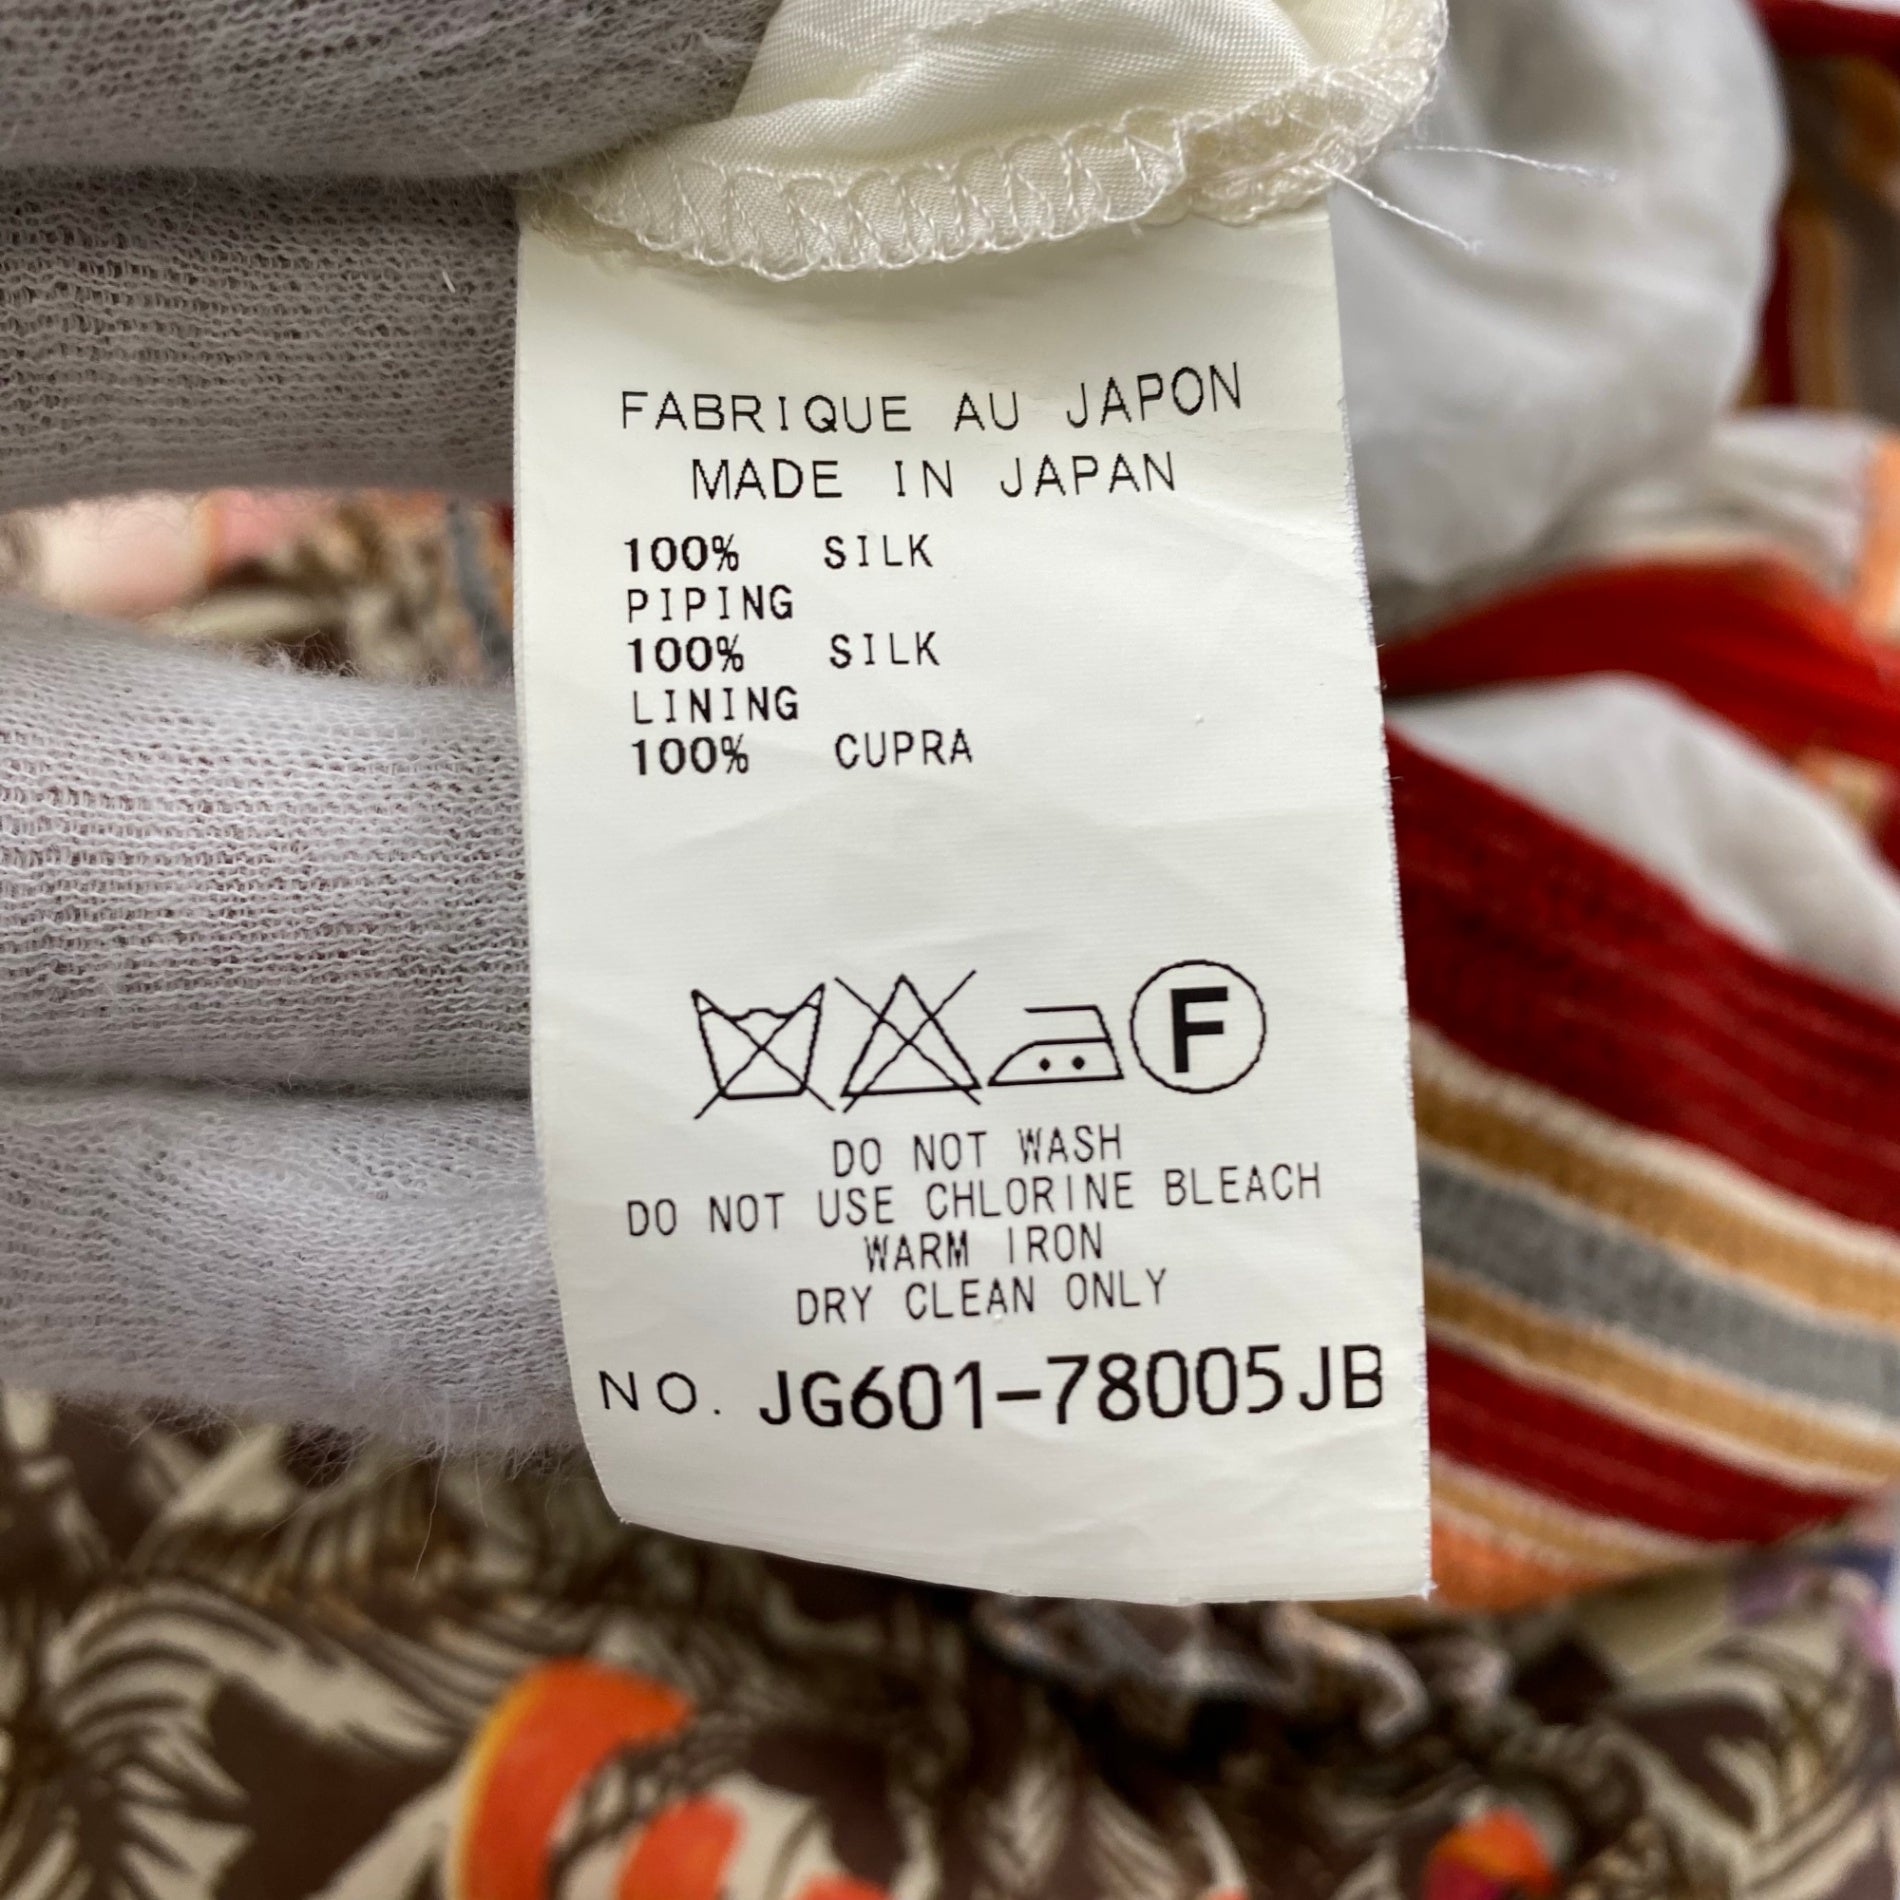 FABRIQUE AU JAPON
MADE IN JAPAN
100% SILK
PIPING
100% SILK
LINING
100% CUPRA
F
DO NOT WASH
DO NOT USE CHLORINE BLEACH
WARM IRON
DRY CLEAN ONLY
NO. JG601-78005JB